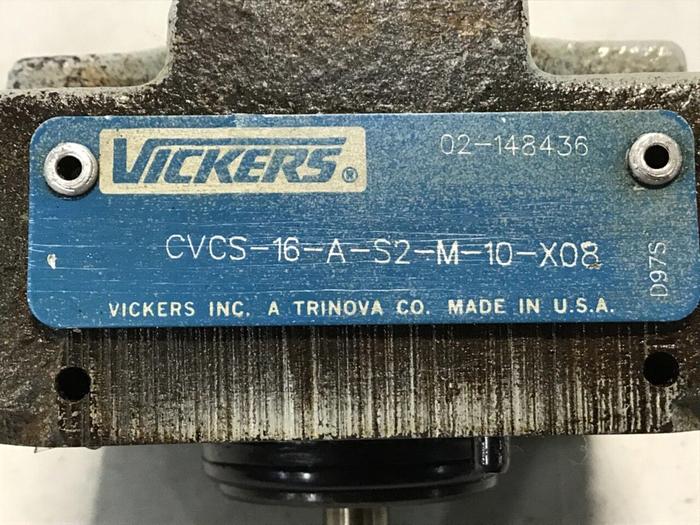 VICKERS®
02-148436
CVCS-16-A-S2-M-10-X08
D97S
VICKERS INC. A TRINOVA CO. MADE IN U.S.A.